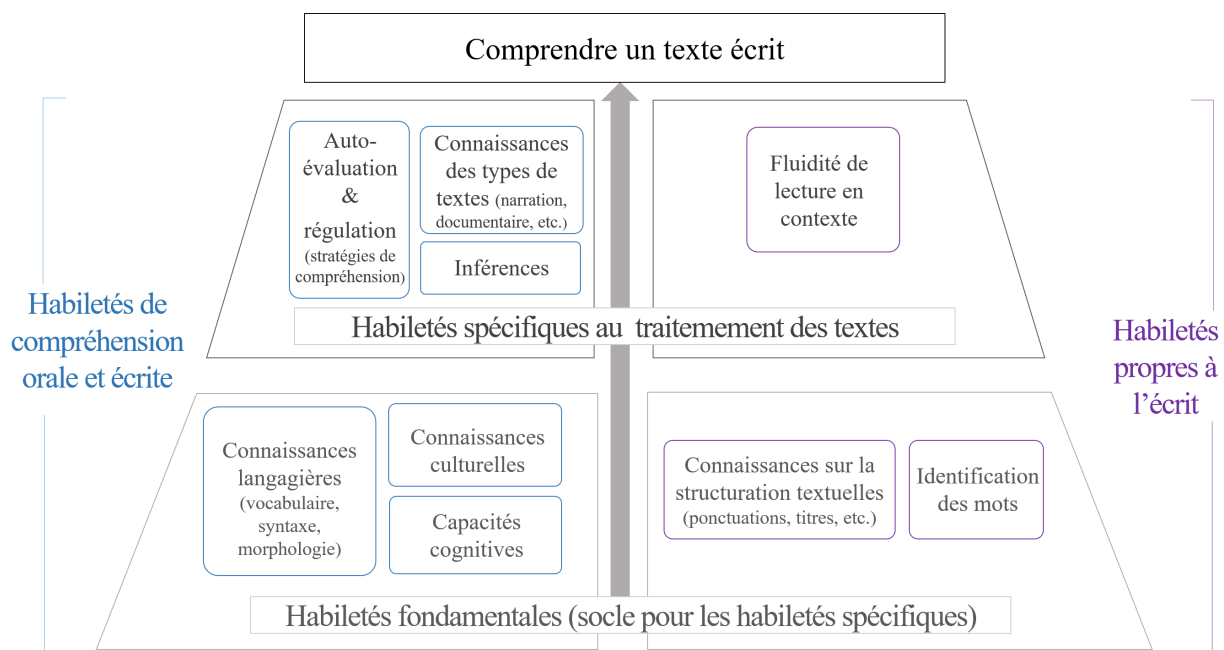 Comprendre un texte écrit
Auto-
évaluation
&
régulation
(stratégies de
compréhension)
Connaissances
des types de
textes (narration,
documentaire, etc.)
Inférences
Fluidité de
lecture en
contexte
Habiletés spécifiques au traitement des textes
Habiletés de
compréhension
orale et écrite
Habiletés
propres à
l’écrit
Connaissances
langagières
(vocabulaire,
syntaxe,
morphologie)
Connaissances
culturelles
Capacités
cognitives
Connaissances sur la
structuration textuelles
(ponctuations, titres, etc.)
Identification
des mots
Habiletés fondamentales (socle pour les habiletés spécifiques)